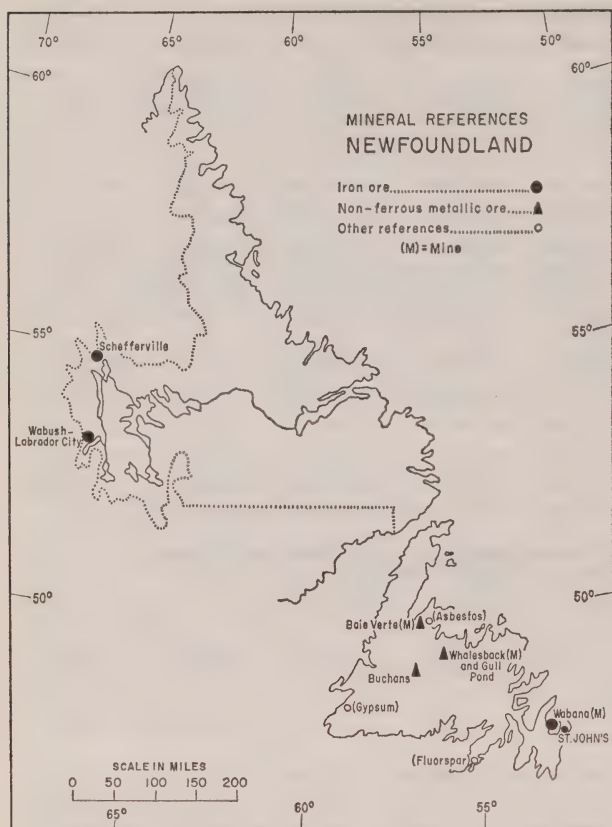 70° 65° 60° 55° 50°
60° 60°
MINERAL REFERENCES
NEWFOUNDLAND
Iron ore
Non-ferrous metallic ore
Other references
(M) = Mine
55° 55°
Schefferville
Wabush-
Labrador City
50° 50°
Baie Verte (M)
(Asbestos)
Whalesback (M)
and Gull
Pond
Buchans
(Gypsum)
Wabana (M)
ST. JOHN'S
(Fluorspar)
SCALE IN MILES
0 50 100 150 200
65° 60° 55°